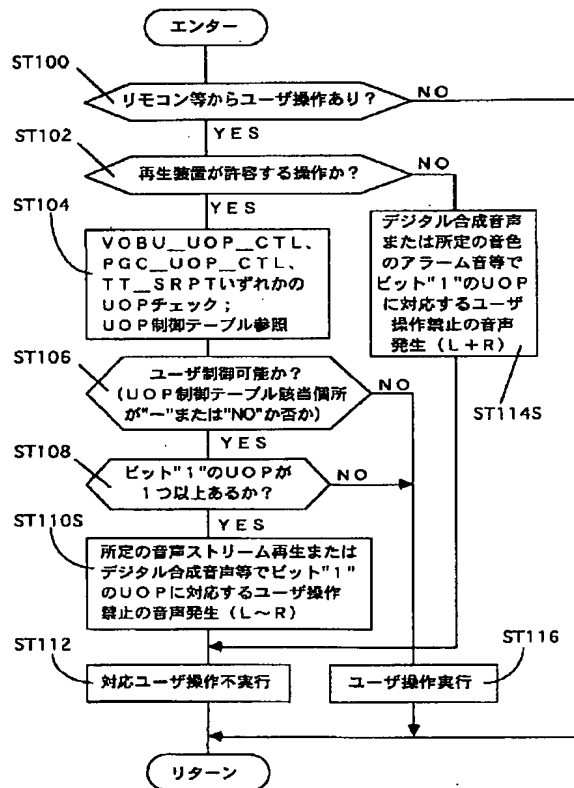 エンター
ST100
リモコン等からユーザ操作あり？
NO
YES
ST102
再生装置が許容する操作か？
NO
YES
ST104
ＶＯＢＵ＿ＵＯＰ＿ＣＴＬ、
ＰＧＣ＿ＵＯＰ＿ＣＴＬ、
ＴＴ＿ＳＲＰＴいずれかの
ＵＯＰチェック；
ＵＯＰ制御テーブル参照
デジタル合成音声
または所定の音色
のアラーム音等で
ビット"１"のＵＯＰ
に対応するユーザ
操作禁止の音声
発生（Ｌ＋Ｒ）
ST114S
ST106
ユーザ制御可能か？
（ＵＯＰ制御テーブル該当個所
が"ー"または"NO"か否か）
NO
YES
ST108
ビット"１"のＵＯＰが
１つ以上あるか？
NO
YES
ST110S
所定の音声ストリーム再生または
デジタル合成音声等でビット"１"
のＵＯＰに対応するユーザ操作
禁止の音声発生（Ｌ～Ｒ）
ST112
対応ユーザ操作不実行
ST116
ユーザ操作実行
リターン